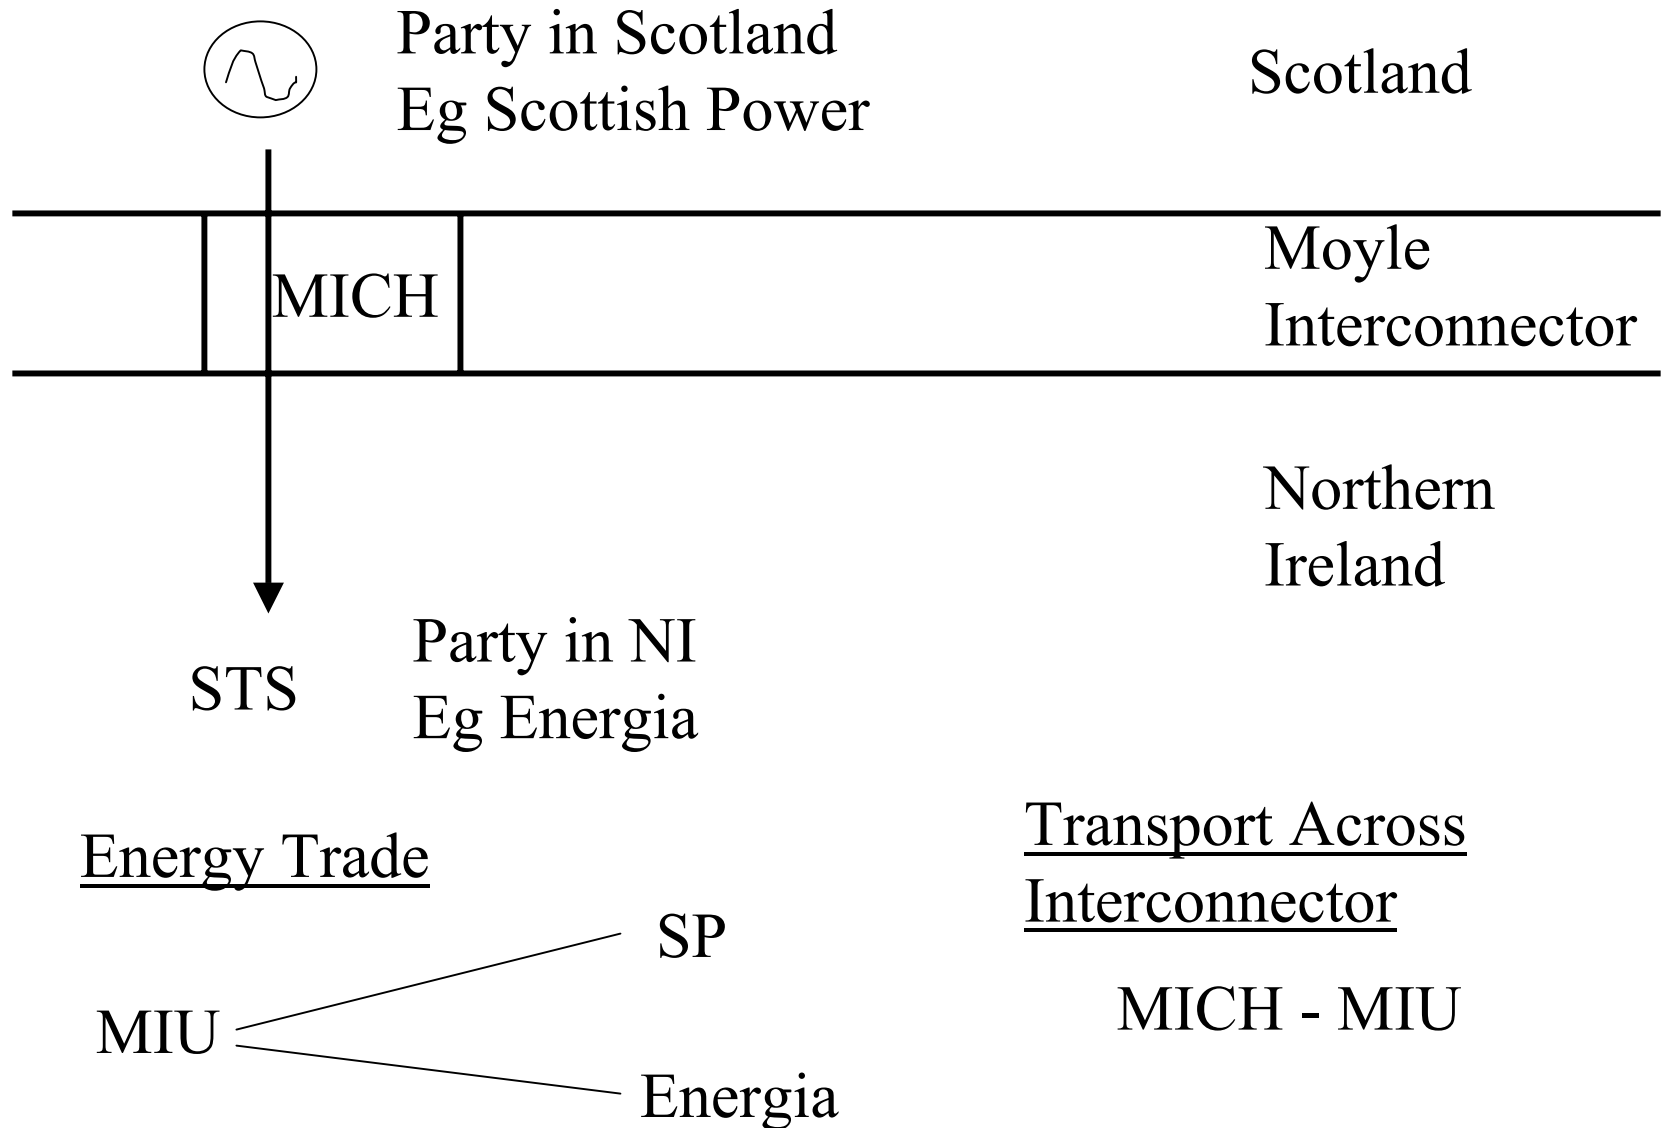 Party in Scotland
Eg Scottish Power
Scotland
MICH
Moyle
Interconnector
Northern
Ireland
STS
Party in NI
Eg Energia
Energy Trade
SP
MIU
Energia
Transport Across
Interconnector
MICH - MIU